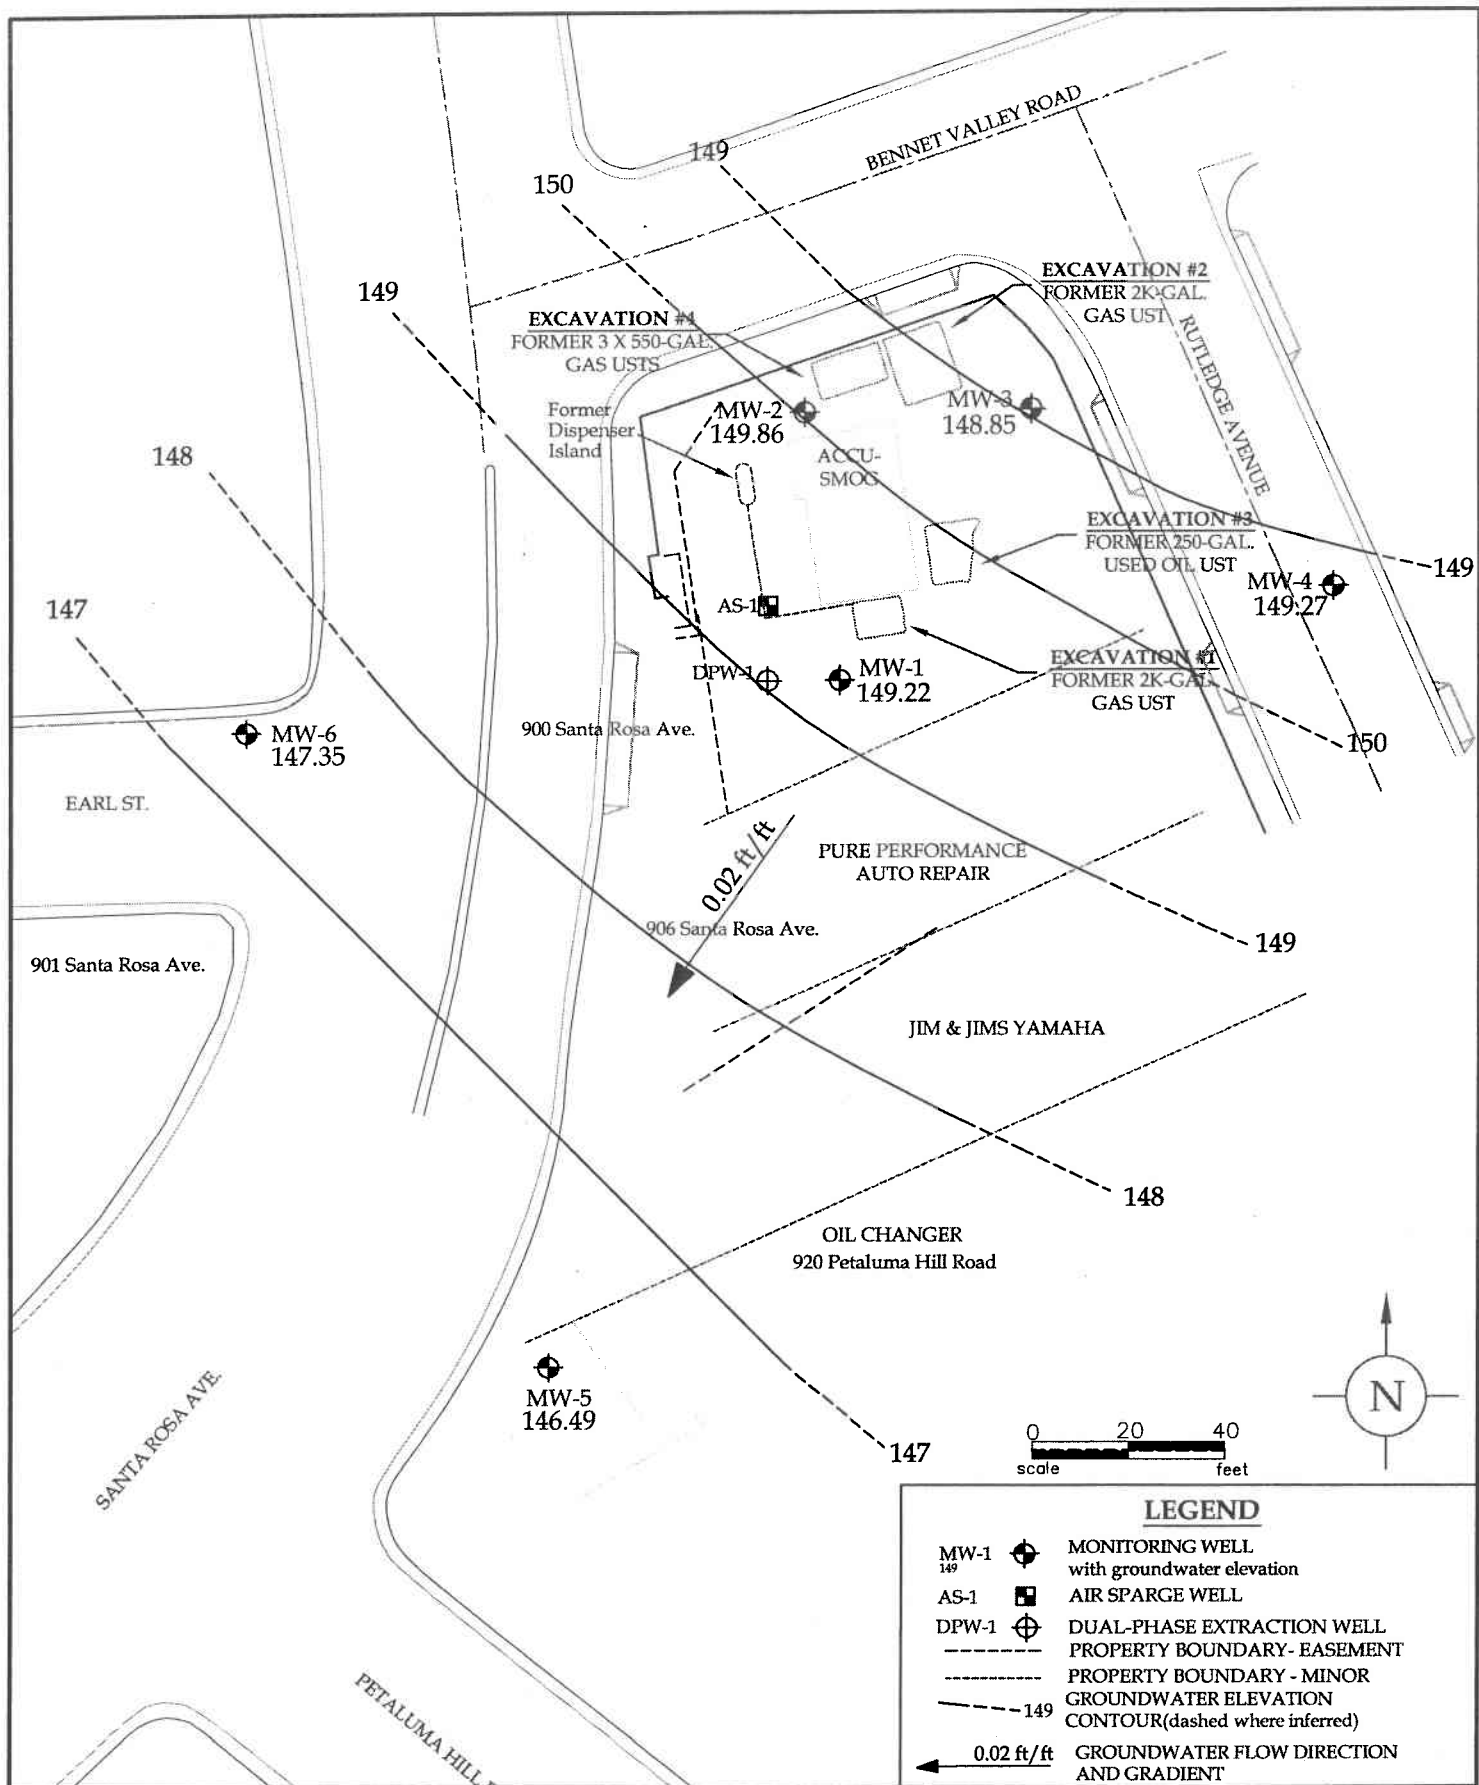 BENNET VALLEY ROAD
149
150
149
148
147
EXCAVATION #2
FORMER 2K-GAL.
GAS UST
EXCAVATION #4
FORMER 3 X 550-GAL.
GAS USTS
RUTLEDGE AVENUE
Former
Dispenser
Island
MW-2
149.86
MW-3
148.85
ACCU-
SMOG
EXCAVATION #3
FORMER 250-GAL.
USED OIL UST
149
MW-4
149.27
AS-1
DPW-1
MW-1
149.22
EXCAVATION #1
FORMER 2K-GAL.
GAS UST
150
MW-6
147.35
900 Santa Rosa Ave.
EARL ST.
0.02 ft/ft
PURE PERFORMANCE
AUTO REPAIR
906 Santa Rosa Ave.
149
901 Santa Rosa Ave.
JIM & JIMS YAMAHA
148
OIL CHANGER
920 Petaluma Hill Road
MW-5
146.49
147
SANTA ROSA AVE.
PETALUMA HILL
N
0 20 40
scale feet
LEGEND
MW-1 MONITORING WELL
149 with groundwater elevation
AS-1 AIR SPARGE WELL
DPW-1 DUAL-PHASE EXTRACTION WELL
PROPERTY BOUNDARY- EASEMENT
PROPERTY BOUNDARY - MINOR
149 GROUNDWATER ELEVATION
CONTOUR(dashed where inferred)
0.02 ft/ft GROUNDWATER FLOW DIRECTION
AND GRADIENT